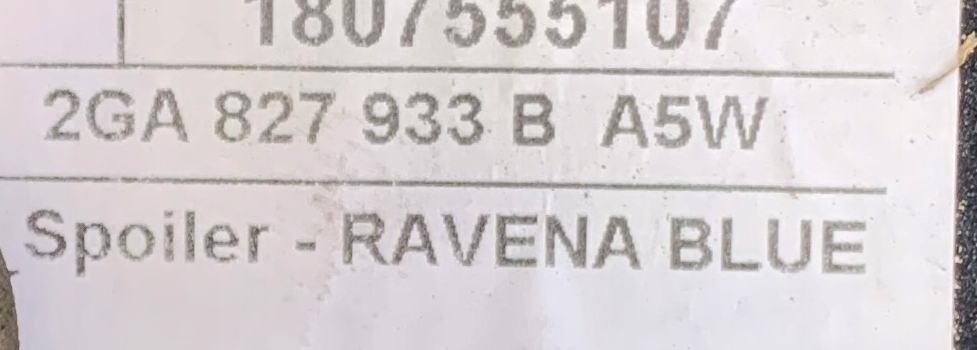 1807555107
2GA 827 933 B A5W
Spoiler - RAVENA BLUE